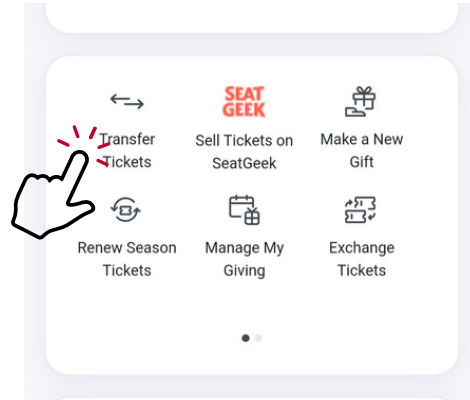 SEAT
GEEK
Transfer
Tickets
Sell Tickets on
SeatGeek
Make a New
Gift
Renew Season
Tickets
Manage My
Giving
Exchange
Tickets